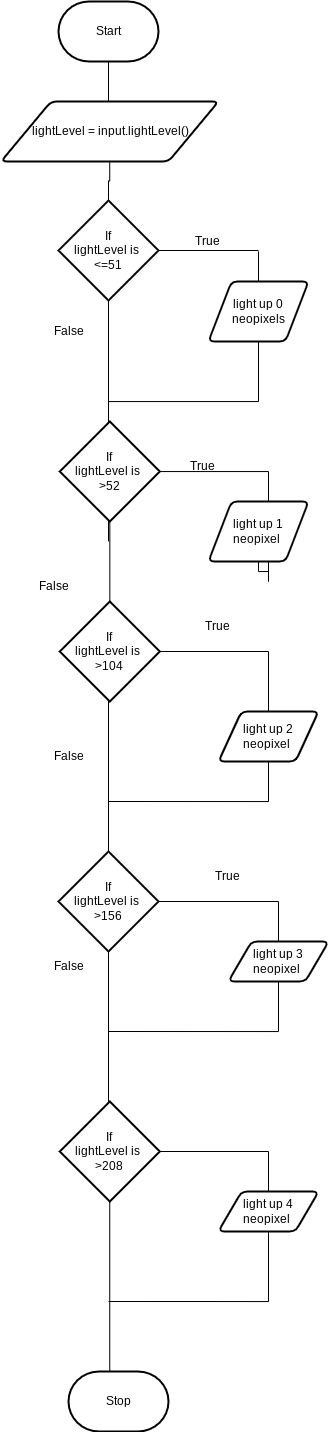 Start
lightLevel = input.lightLevel()
If
lightLevel is
<=51
True
light up 0
neopixels
False
If
lightLevel is
>52
True
light up 1
neopixel
False
If
lightLevel is
>104
True
light up 2
neopixel
False
If
lightLevel is
>156
True
light up 3
neopixel
False
If
lightLevel is
>208
light up 4
neopixel
Stop